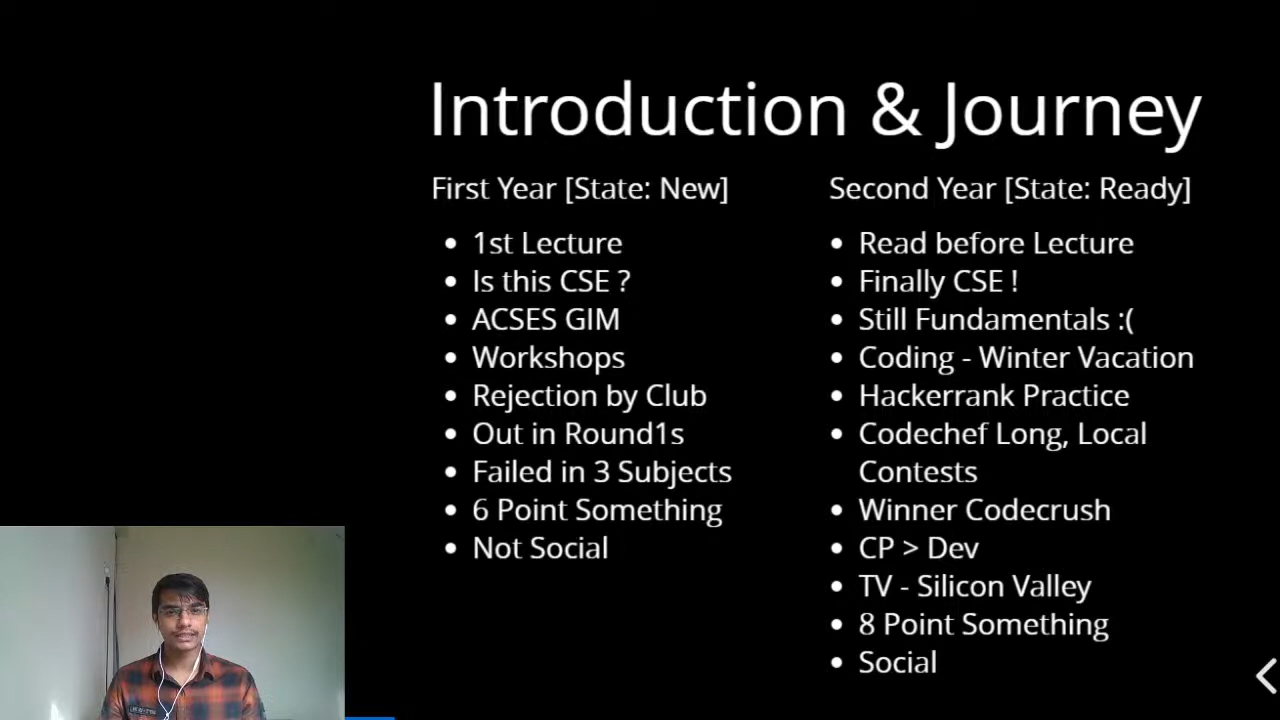 Introduction & Journey
First Year [State: New]
• 1st Lecture
• Is this CSE ?
• ACSES GIM
• Workshops
• Rejection by Club
• Out in Round1s
• Failed in 3 Subjects
• 6 Point Something
• Not Social
Second Year [State: Ready]
• Read before Lecture
• Finally CSE !
• Still Fundamentals :(
• Coding - Winter Vacation
• Hackerrank Practice
• Codechef Long, Local
Contests
• Winner Codecrush
• CP > Dev
• TV - Silicon Valley
• 8 Point Something
• Social